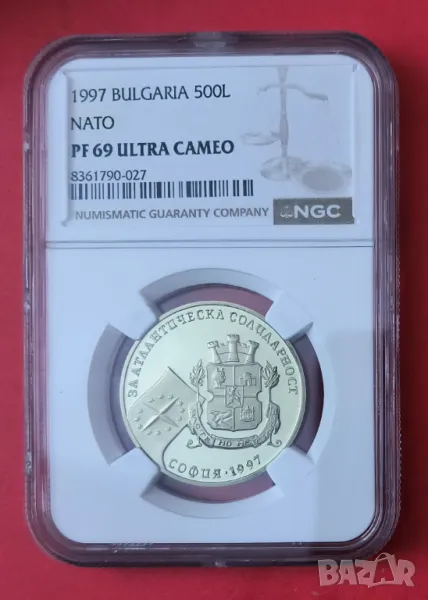 1997 BULGARIA 500L
NATO
PF 69 ULTRA CAMEO
8361790-027
NUMISMATIC GUARANTY COMPANY NGC
ЗА АТЛАНТИЧЕСКА СОЛИДАРНОСТ
СОФИЯ · 1997
BAZAR